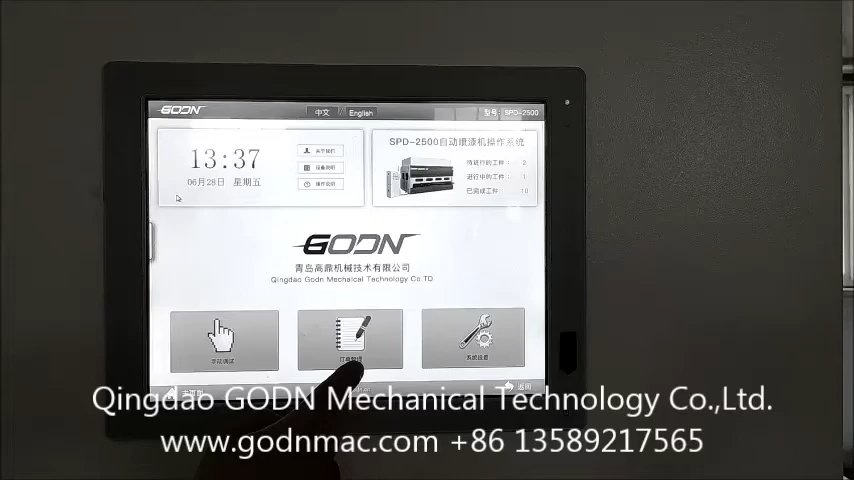 GODN
中文
English
型号: SPD-2500
13:37
06月28日 星期五
关于我们
设备说明
操作说明
SPD-2500自动喷漆机操作系统
待进行的工件: 2
进行中的工件: 1
已完成工件: 10
GODN
青岛高鼎机械技术有限公司
Qingdao Godn Mechaical Technology Co.TD
手动调试
订单管理
系统设置
主页面
返回
Qingdao GODN Mechanical Technology Co.,Ltd.
www.godnmac.com +86 13589217565